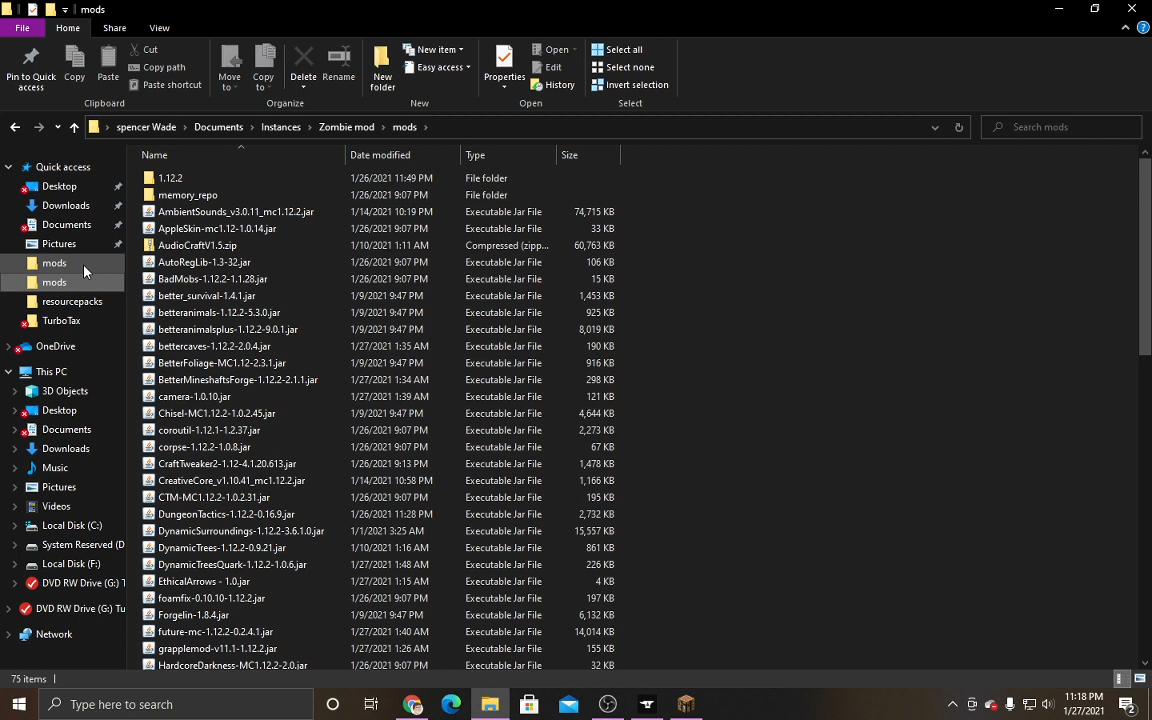 mods
File Home Share View
Pin to Quick access
Copy
Paste
Cut
Copy path
Paste shortcut
Clipboard
Move to
Copy to
Delete
Rename
Organize
New folder
New item
Easy access
New
Properties
Open
Edit
History
Open
Select all
Select none
Invert selection
Select
spencer Wade > Documents > Instances > Zombie mod > mods >
Search mods
Quick access
Desktop
Downloads
Documents
Pictures
mods
mods
resourcepacks
TurboTax
OneDrive
This PC
3D Objects
Desktop
Documents
Downloads
Music
Pictures
Videos
Local Disk (C:)
System Reserved (D
Local Disk (F:)
DVD RW Drive (G:) T
DVD RW Drive (G:) Tu
Network
Name Date modified Type Size
1.12.2 1/26/2021 11:49 PM File folder
memory_repo 1/26/2021 9:07 PM File folder
AmbientSounds_v3.0.11_mc1.12.2.jar 1/14/2021 10:19 PM Executable Jar File 74,715 KB
AppleSkin-mc1.12-1.0.14.jar 1/26/2021 9:07 PM Executable Jar File 33 KB
AudioCraftV1.5.zip 1/10/2021 1:11 AM Compressed (zipp... 60,763 KB
AutoRegLib-1.3-32.jar 1/26/2021 9:07 PM Executable Jar File 106 KB
BadMobs-1.12.2-1.1.28.jar 1/26/2021 9:07 PM Executable Jar File 15 KB
better_survival-1.4.1.jar 1/9/2021 9:47 PM Executable Jar File 1,453 KB
betteranimals-1.12.2-5.3.0.jar 1/9/2021 9:47 PM Executable Jar File 925 KB
betteranimalsplus-1.12.2-9.0.1.jar 1/9/2021 9:47 PM Executable Jar File 8,019 KB
bettercaves-1.12.2-2.0.4.jar 1/27/2021 1:35 AM Executable Jar File 190 KB
BetterFoliage-MC1.12-2.3.1.jar 1/9/2021 9:47 PM Executable Jar File 916 KB
BetterMineshaftsForge-1.12.2-2.1.1.jar 1/27/2021 1:34 AM Executable Jar File 298 KB
camera-1.0.10.jar 1/27/2021 1:39 AM Executable Jar File 121 KB
Chisel-MC1.12.2-1.0.2.45.jar 1/9/2021 9:47 PM Executable Jar File 4,644 KB
coroutil-1.12.1-1.2.37.jar 1/26/2021 9:07 PM Executable Jar File 2,273 KB
corpse-1.12.2-1.0.8.jar 1/26/2021 9:07 PM Executable Jar File 67 KB
CraftTweaker2-1.12-4.1.20.613.jar 1/26/2021 9:13 PM Executable Jar File 1,478 KB
CreativeCore_v1.10.41_mc1.12.2.jar 1/14/2021 10:58 PM Executable Jar File 1,166 KB
CTM-MC1.12.2-1.0.2.31.jar 1/26/2021 9:07 PM Executable Jar File 195 KB
DungeonTactics-1.12.2-0.16.9.jar 1/26/2021 11:28 PM Executable Jar File 2,732 KB
DynamicSurroundings-1.12.2-3.6.1.0.jar 1/1/2021 3:25 AM Executable Jar File 15,557 KB
DynamicTrees-1.12.2-0.9.21.jar 1/10/2021 1:16 AM Executable Jar File 861 KB
DynamicTreesQuark-1.12.2-1.0.6.jar 1/27/2021 1:48 AM Executable Jar File 226 KB
EthicalArrows - 1.0.jar 1/27/2021 1:15 AM Executable Jar File 4 KB
foamfix-0.10.10-1.12.2.jar 1/26/2021 9:07 PM Executable Jar File 197 KB
Forgelin-1.8.4.jar 1/9/2021 9:47 PM Executable Jar File 6,132 KB
future-mc-1.12.2-0.2.4.1.jar 1/27/2021 1:40 AM Executable Jar File 14,014 KB
grapplemod-v11.1-1.12.2.jar 1/27/2021 1:26 AM Executable Jar File 155 KB
HardcoreDarkness-MC1.12.2-2.0.jar 1/26/2021 9:07 PM Executable Jar File 32 KB
75 items
Type here to search
11:18 PM
1/27/2021
2